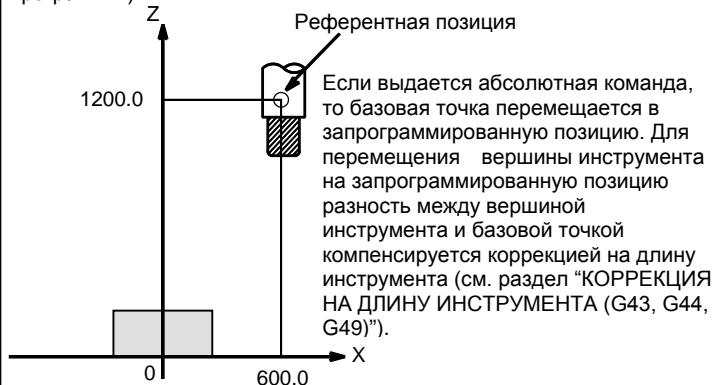 Z
Референтная позиция
1200.0
Если выдается абсолютная команда,
то базовая точка перемещается в
запрограммированную позицию. Для
перемещения вершины инструмента
на запрограммированную позицию
разность между вершиной
инструмента и базовой точкой
компенсируется коррекцией на длину
инструмента (см. раздел “КОРРЕКЦИЯ
НА ДЛИНУ ИНСТРУМЕНТА (G43, G44,
G49)”).
X
0
600.0